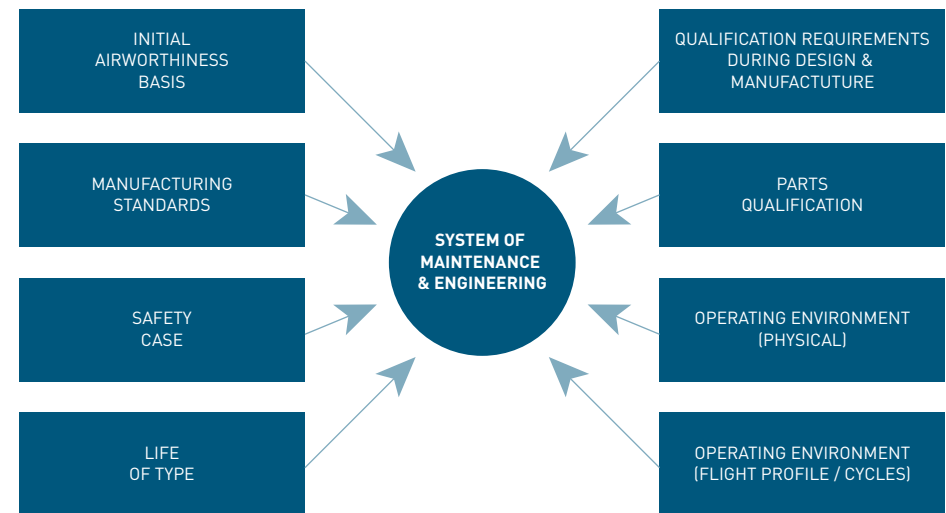 INITIAL
AIRWORTHINESS
BASIS
MANUFACTURING
STANDARDS
SAFETY
CASE
LIFE
OF TYPE
SYSTEM OF
MAINTENANCE
& ENGINEERING
QUALIFICATION REQUIREMENTS
DURING DESIGN &
MANUFACTUTURE
PARTS
QUALIFICATION
OPERATING ENVIRONMENT
(PHYSICAL)
OPERATING ENVIRONMENT
(FLIGHT PROFILE / CYCLES)